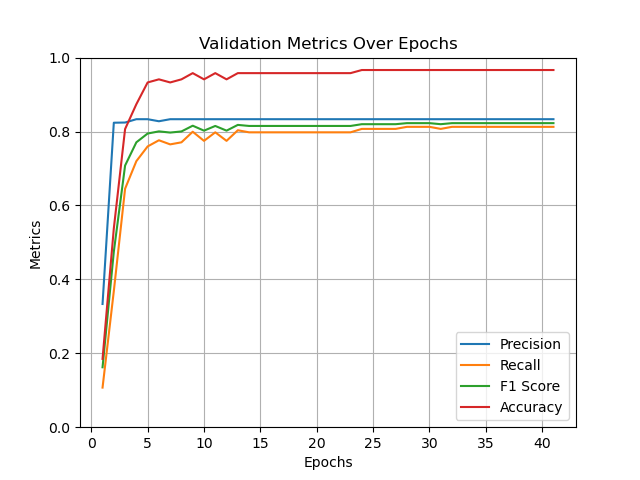 Validation Metrics Over Epochs
1.0
0.8
0.6
0.4
0.2
0.0
Metrics
0 5 10 15 20 25 30 35 40
Epochs
Precision
Recall
F1 Score
Accuracy